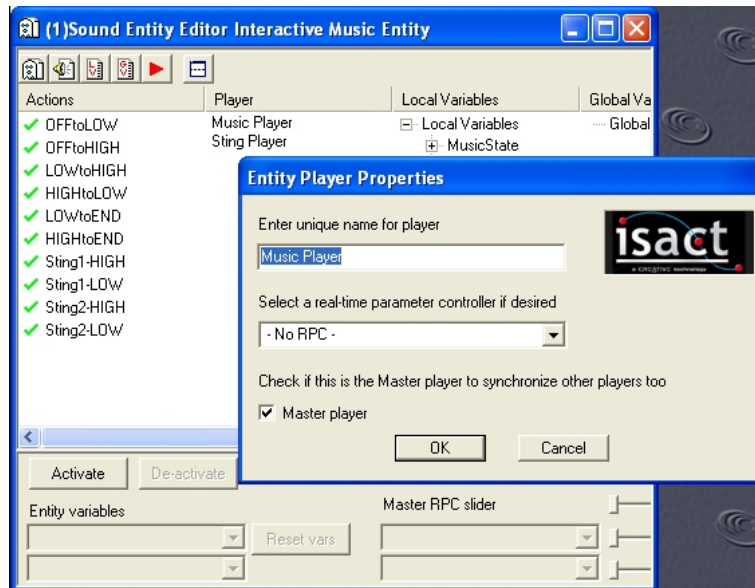 (1)Sound Entity Editor Interactive Music Entity
Actions Player Local Variables Global Va
OFFtoLOW Music Player Local Variables Global
OFFtoHIGH Sting Player MusicState
LOWtoHIGH
HIGHtoLOW
LOWtoEND
HIGHtoEND
Sting1-HIGH
Sting1-LOW
Sting2-HIGH
Sting2-LOW
Entity Player Properties
Enter unique name for player
isact
a CREATIVE technology
Music Player
Select a real-time parameter controller if desired
- No RPC -
Check if this is the Master player to synchronize other players too
Master player
OK Cancel
Activate De-activate
Entity variables Master RPC slider
Reset vars